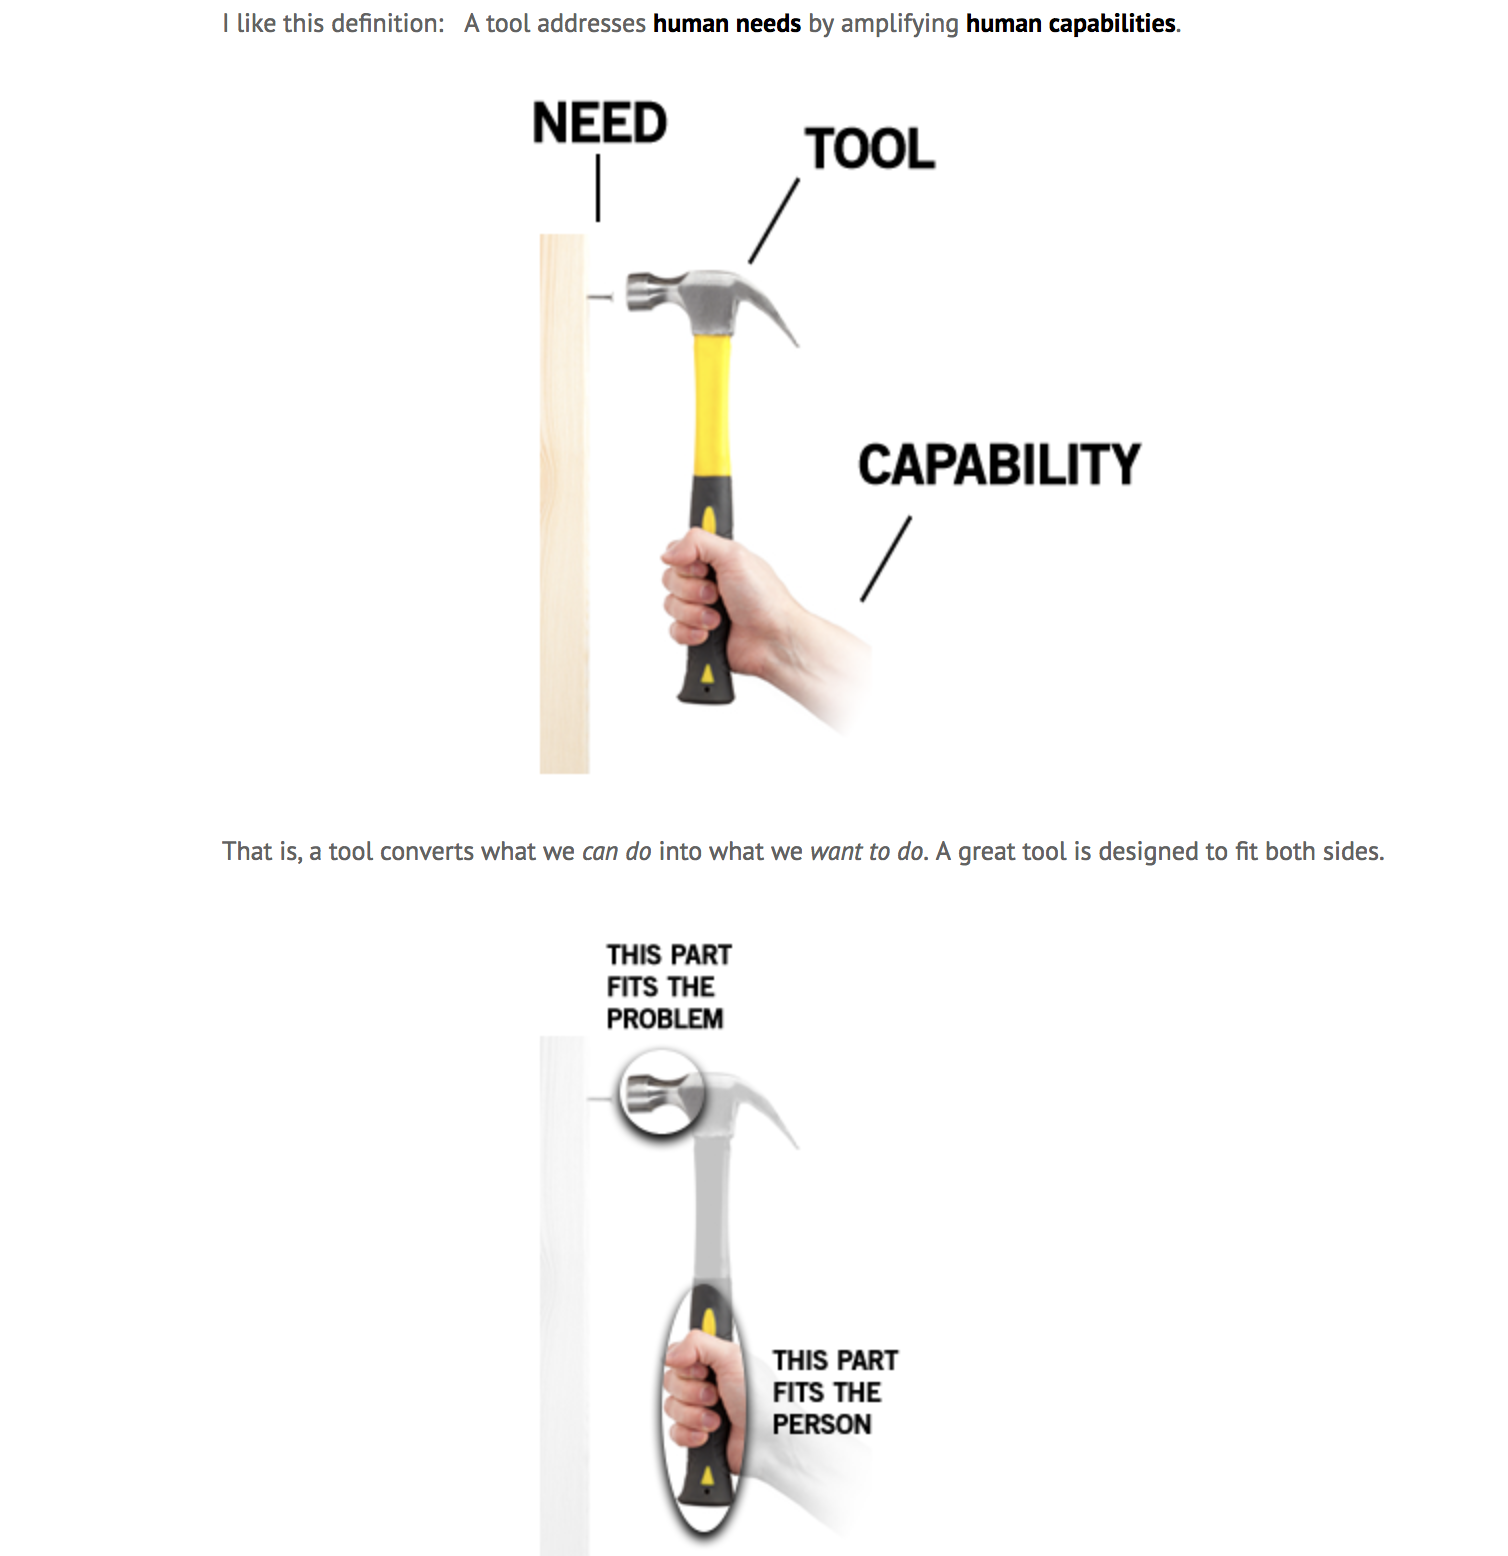 I like this definition: A tool addresses human needs by amplifying human capabilities.
NEED
TOOL
CAPABILITY
That is, a tool converts what we can do into what we want to do. A great tool is designed to fit both sides.
THIS PART
FITS THE
PROBLEM
THIS PART
FITS THE
PERSON